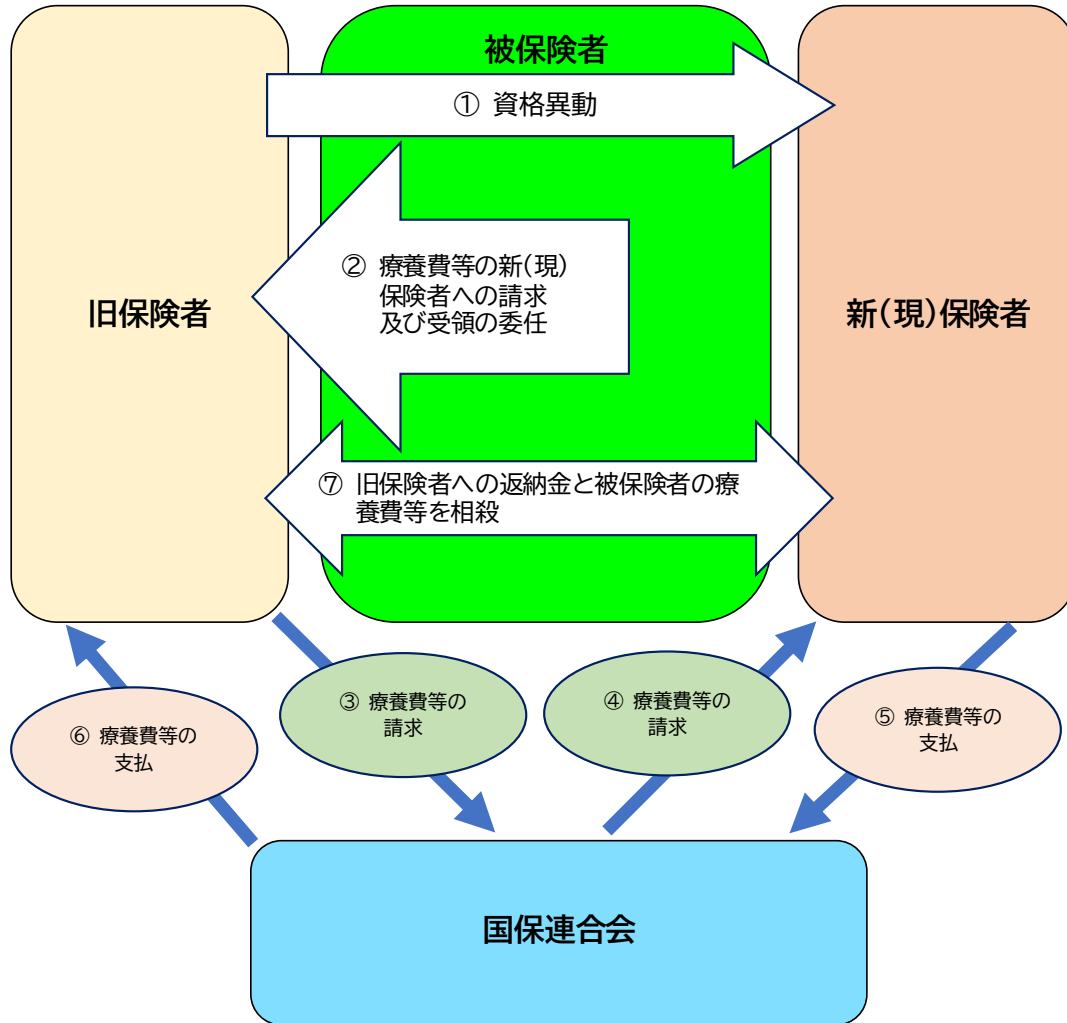 被保険者
① 資格異動
② 療養費等の新(現)
保険者への請求
及び受領の委任
旧保険者
新(現)保険者
⑦ 旧保険者への返納金と被保険者の療
養費等を相殺
③ 療養費等の
請求
④ 療養費等の
請求
⑤ 療養費等の
支払
⑥ 療養費等の
支払
国保連合会